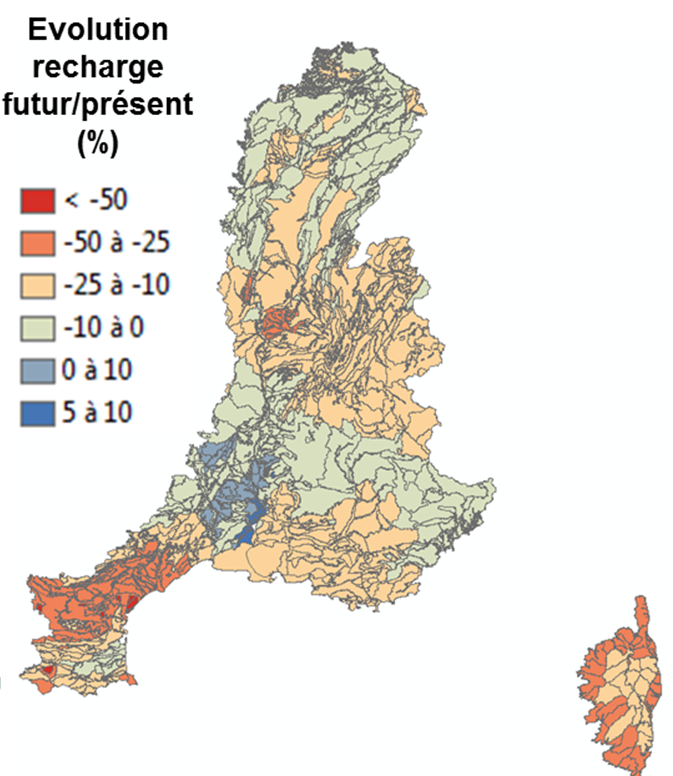 Evolution
recharge
futur/présent
(%)
< -50
-50 à -25
-25 à -10
-10 à 0
0 à 10
5 à 10